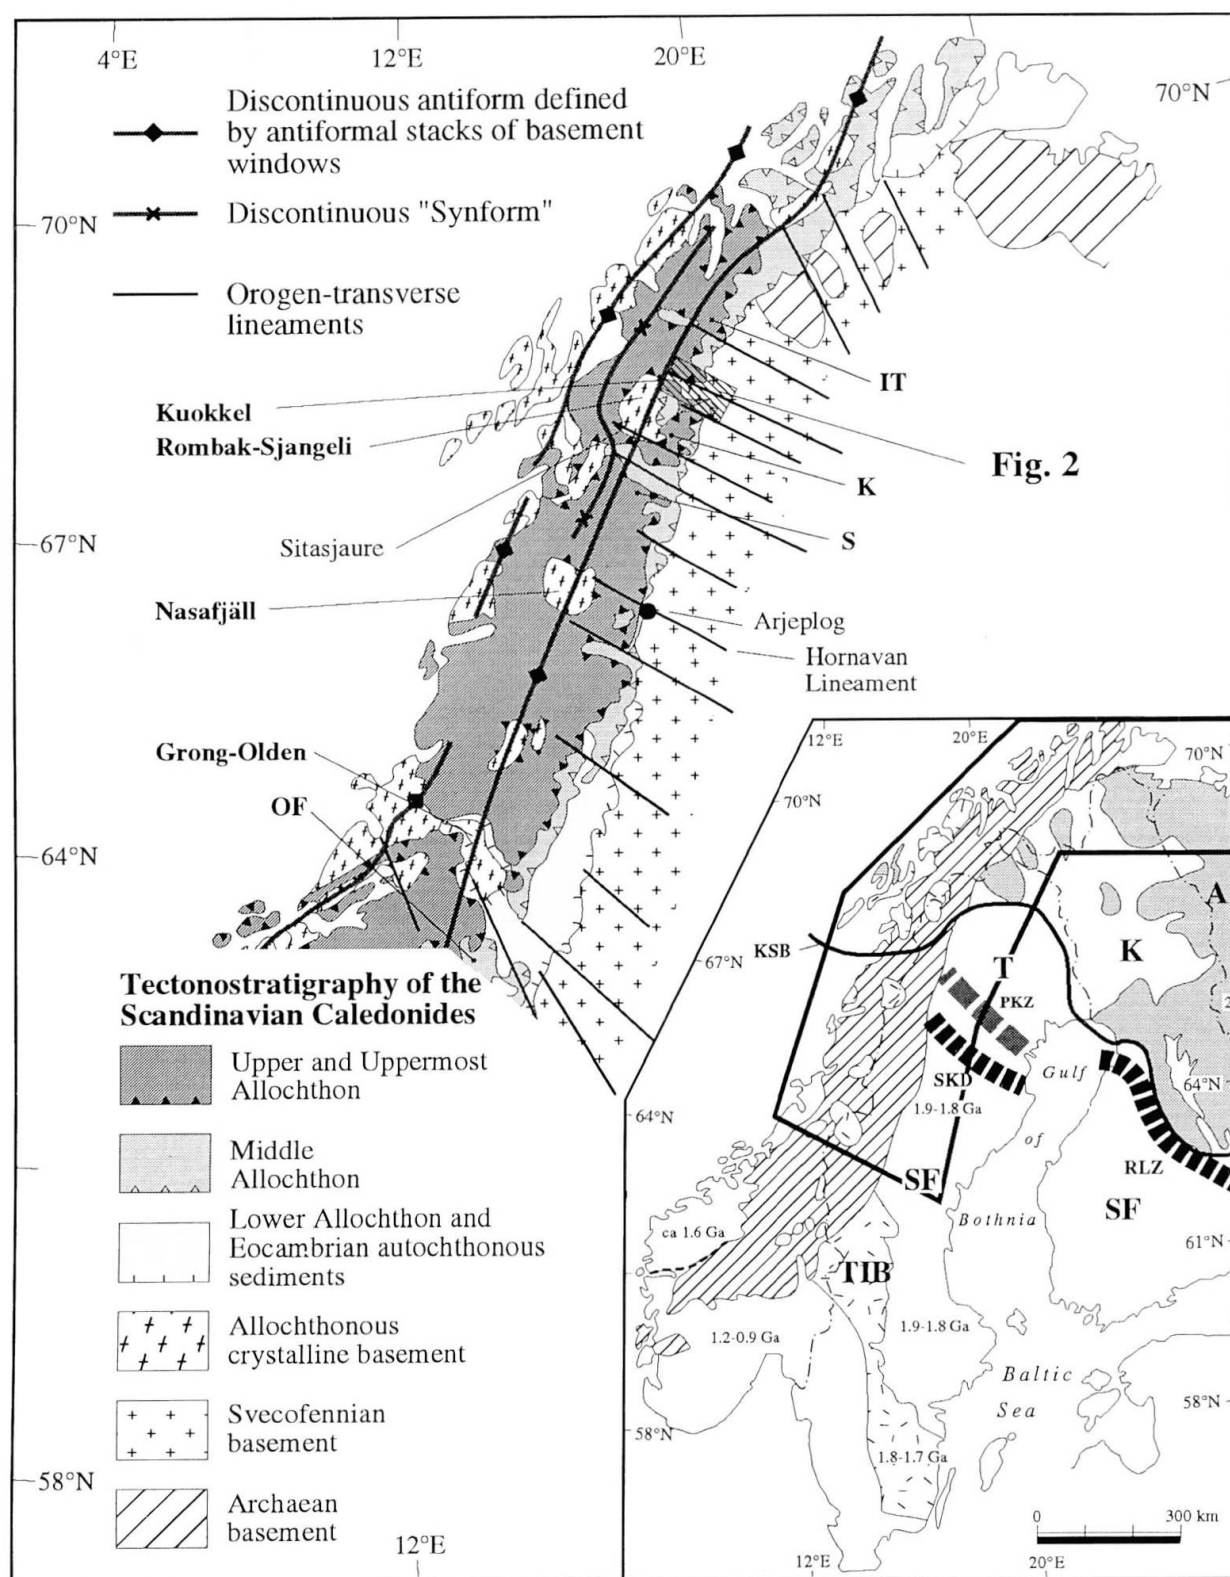 4°E
12°E
20°E
70°N
Discontinuous antiform defined
by antiformal stacks of basement
windows
70°N
Discontinuous "Synform"
Orogen-transverse
lineaments
IT
Kuokkel
Rombak-Sjangeli
Fig. 2
K
S
67°N
Sitasjaure
Nasafjäll
Arjeplog
Hornavan
Lineament
Grong-Olden
OF
64°N
Tectonostratigraphy of the
Scandinavian Caledonides
Upper and Uppermost
Allochthon
Middle
Allochthon
Lower Allochthon and
Eocambrian autochthonous
sediments
Allochthonous
crystalline basement
Svecofennian
basement
58°N
Archaean
basement
12°E
12°E
20°E
70°N
70°N
A
KSB
K
67°N
T
PKZ
2
SKD
Gulf
64°N
1.9-1.8 Ga
64°N
of
RLZ
SF
SF
Bothnia
ca 1.6 Ga
61°N
TIB
1.2-0.9 Ga
1.9-1.8 Ga
Baltic
Sea
58°N
58°N
1.8-1.7 Ga
0
300 km
12°E
20°E